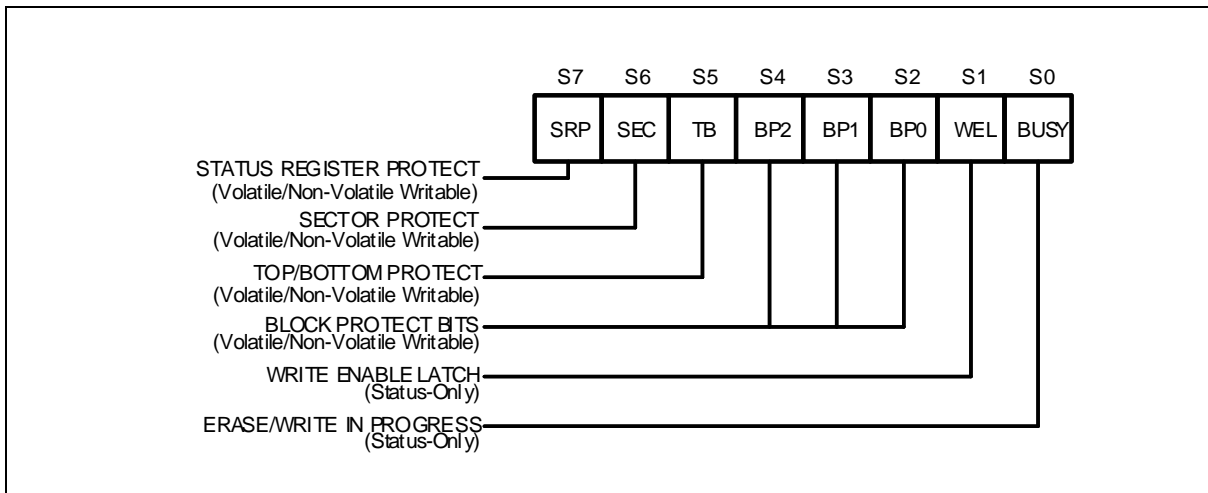 S7 S6 S5 S4 S3 S2 S1 S0
SRP SEC TB BP2 BP1 BP0 WEL BUSY
STATUS REGISTER PROTECT
(Volatile/Non-Volatile Writable)
SECTOR PROTECT
(Volatile/Non-Volatile Writable)
TOP/BOTTOM PROTECT
(Volatile/Non-Volatile Writable)
BLOCK PROTECT BITS
(Volatile/Non-Volatile Writable)
WRITE ENABLE LATCH
(Status-Only)
ERASE/WRITE IN PROGRESS
(Status-Only)